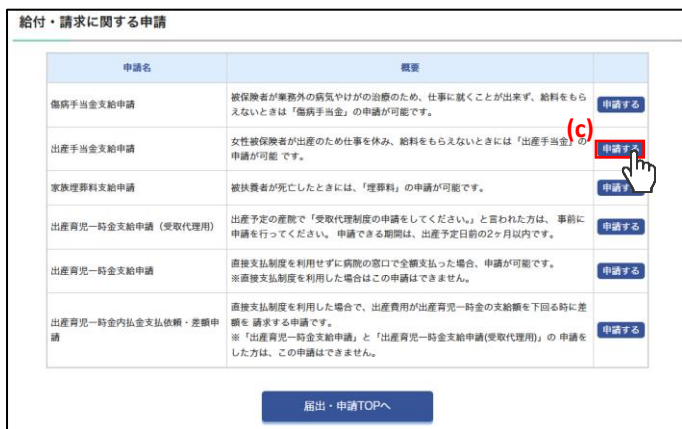 給付・請求に関する申請
申請名
概要
傷病手当金支給申請
被保険者が業務外の病気やけがの治療のため、仕事に就くことが出来ず、給料をもら
えないときは「傷病手当金」の申請が可能です。
申請する
(c)
出産手当金支給申請
女性被保険者が出産のため仕事を休み、給料をもらえないときには「出産手当金」の
申請が可能 です。
申請する
家族埋葬料支給申請
被扶養者が死亡したときには、「埋葬料」の申請が可能です。
申請す
出産育児一時金支給申請（受取代理用）
出産予定の産院で「受取代理制度の申請をしてください。」と言われた方は、 事前に
申請を行ってください。 申請できる期間は、出産予定日前の2ヶ月以内です。
申請する
出産育児一時金支給申請
直接支払制度を利用せずに病院の窓口で全額支払った場合、申請が可能です。
※直接支払制度を利用した場合はこの申請はできません。
申請する
出産育児一時金内払金支払依頼・差額申
請
直接支払制度を利用した場合で、出産費用が出産育児一時金の支給額を下回る時に差
額を 請求する申請です。
※「出産育児一時金支給申請」と「出産育児一時金支給申請(受取代理用)」の 申請を
した方は、この申請はできません。
申請する
届出・申請TOPへ